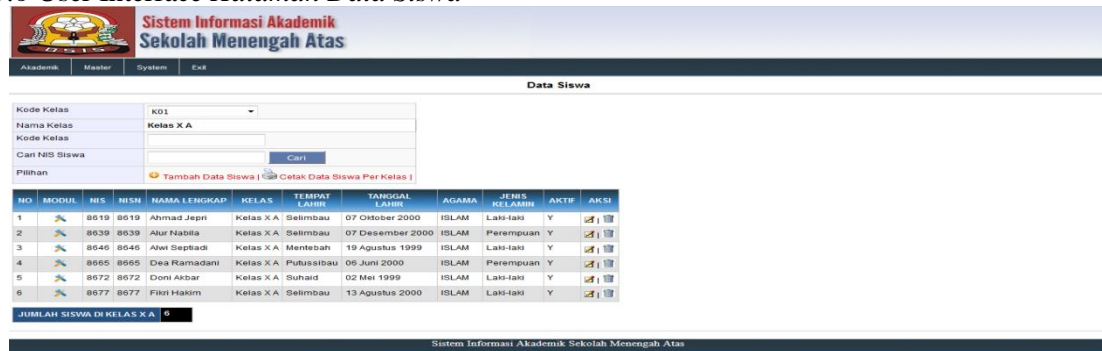 User Interface Halaman Data Siswa
OSIS
Sistem Informasi Akademik
Sekolah Menengah Atas
Akademik Master System Exit
Data Siswa
Kode Kelas K01
Nama Kelas Kelas X A
Kode Kelas
Cari NIS Siswa Cari
Pilihan Tambah Data Siswa | Cetak Data Siswa Per Kelas |
NO MODUL NIS NISN NAMA LENGKAP KELAS TEMPAT LAHIR TANGGAL LAHIR AGAMA JENIS KELAMIN AKTIF AKSI
1 8619 8619 Ahmad Jepri Kelas X A Selimbau 07 Oktober 2000 ISLAM Laki-laki Y |
2 8639 8639 Alur Nabila Kelas X A Selimbau 07 Desember 2000 ISLAM Perempuan Y |
3 8646 8646 Alwi Septiadi Kelas X A Mentebah 19 Agustus 1999 ISLAM Laki-laki Y |
4 8665 8665 Dea Ramadani Kelas X A Putussibau 06 Juni 2000 ISLAM Perempuan Y |
5 8672 8672 Doni Akbar Kelas X A Suhaid 02 Mei 1999 ISLAM Laki-laki Y |
6 8677 8677 Fikri Hakim Kelas X A Selimbau 13 Agustus 2000 ISLAM Laki-laki Y |
JUMLAH SISWA DI KELAS X A 6
Sistem Informasi Akademik Sekolah Menengah Atas